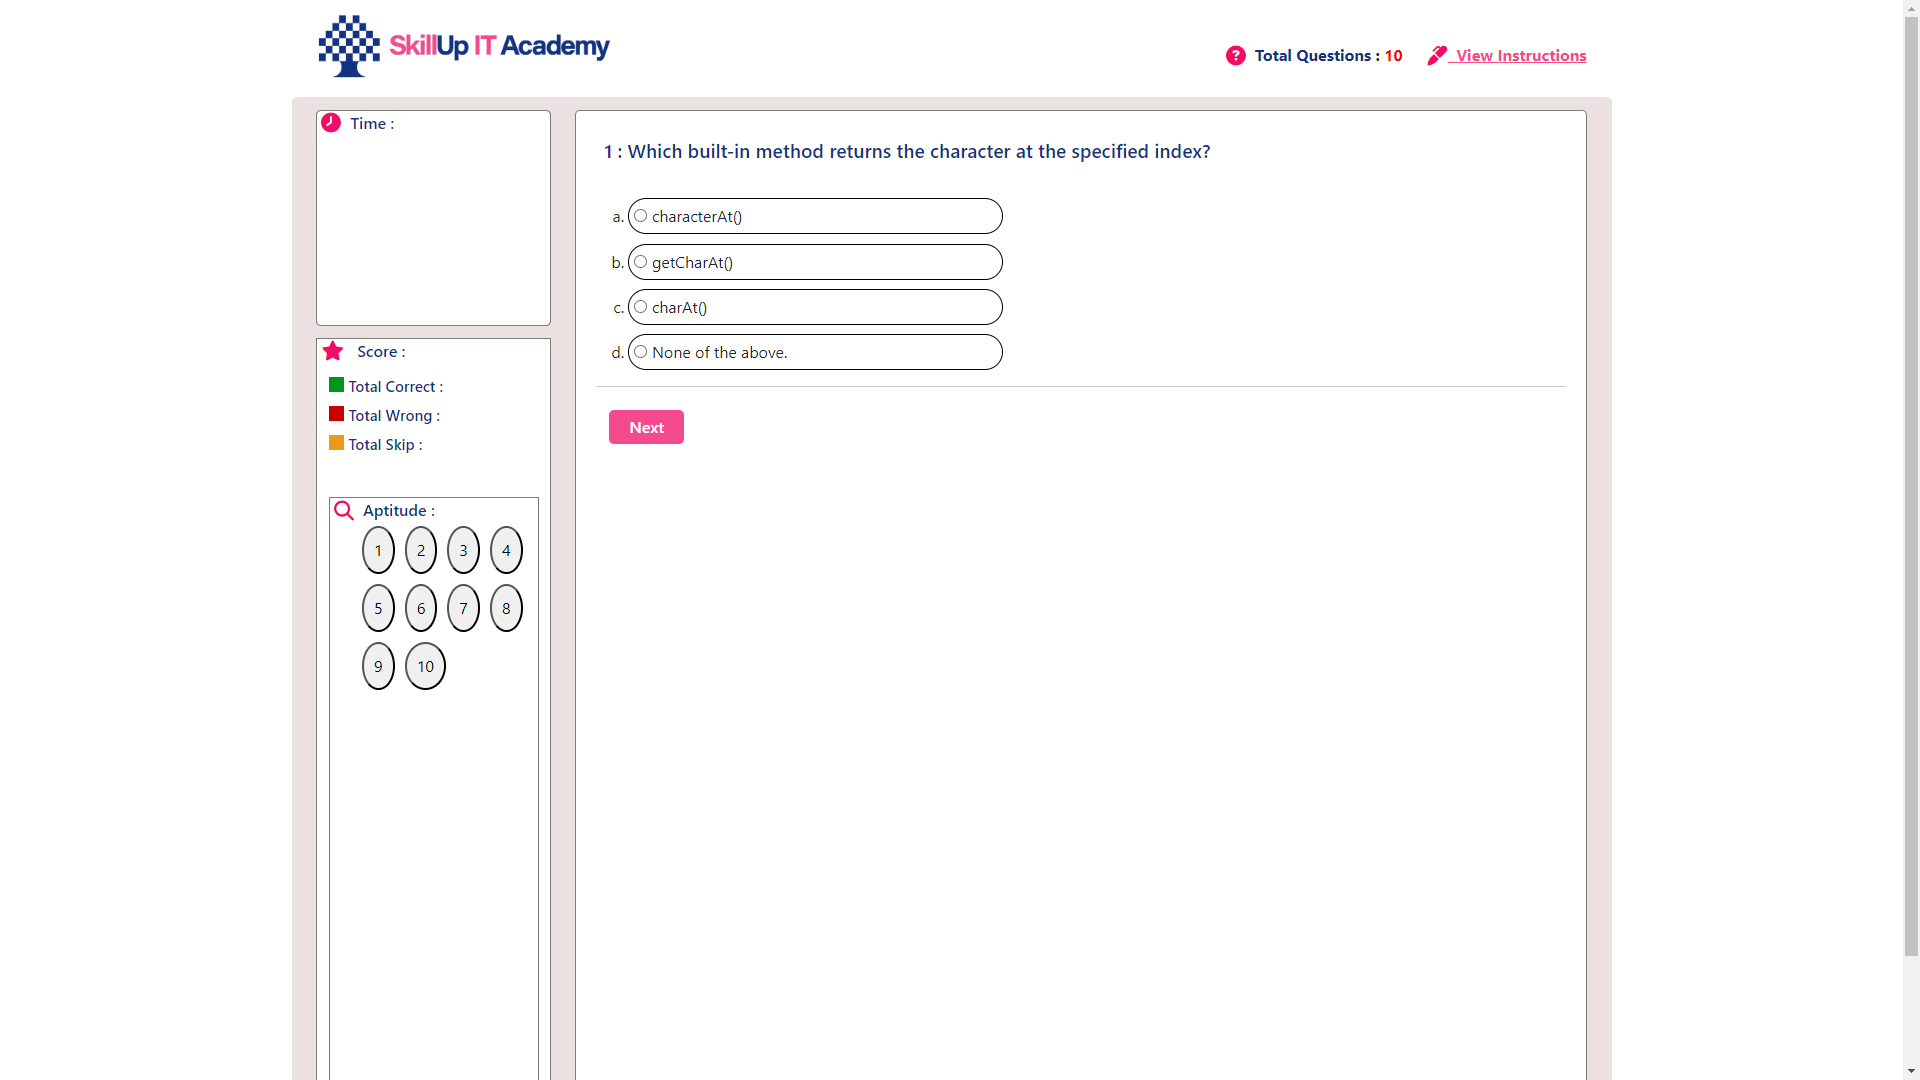 SkillUp IT Academy
? Total Questions : 10 View Instructions
Time :
Score :
Total Correct :
Total Wrong :
Total Skip :
Aptitude :
1 2 3 4
5 6 7 8
9 10
1 : Which built-in method returns the character at the specified index?
a. characterAt()
b. getCharAt()
c. charAt()
d. None of the above.
Next